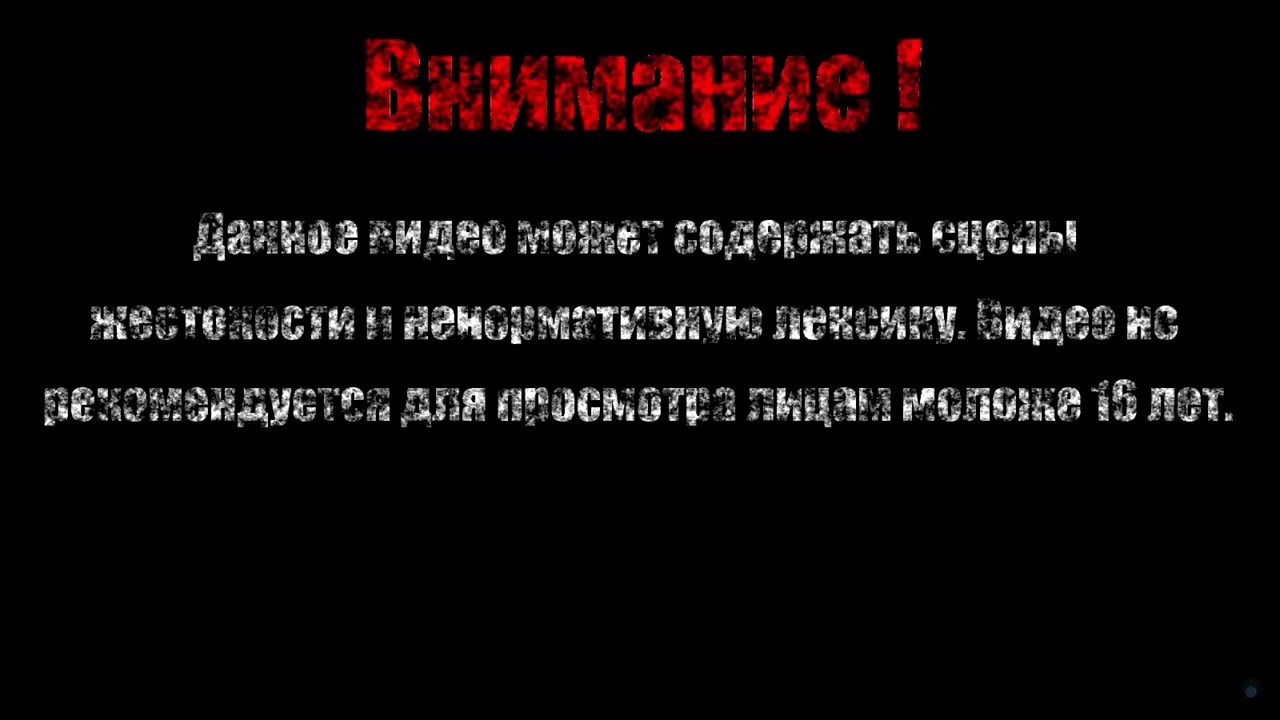 Внимание !
Данное видео может содержать сцены
жестокости и ненормативную лексику. Видео не
рекомендуется для просмотра лицам моложе 16 лет.